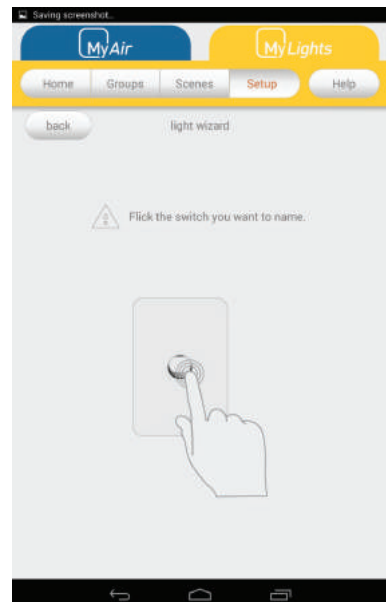 Saving screenshot...
MyAir
MyLights
Home Groups Scenes Setup Help
back light wizard
Flick the switch you want to name.